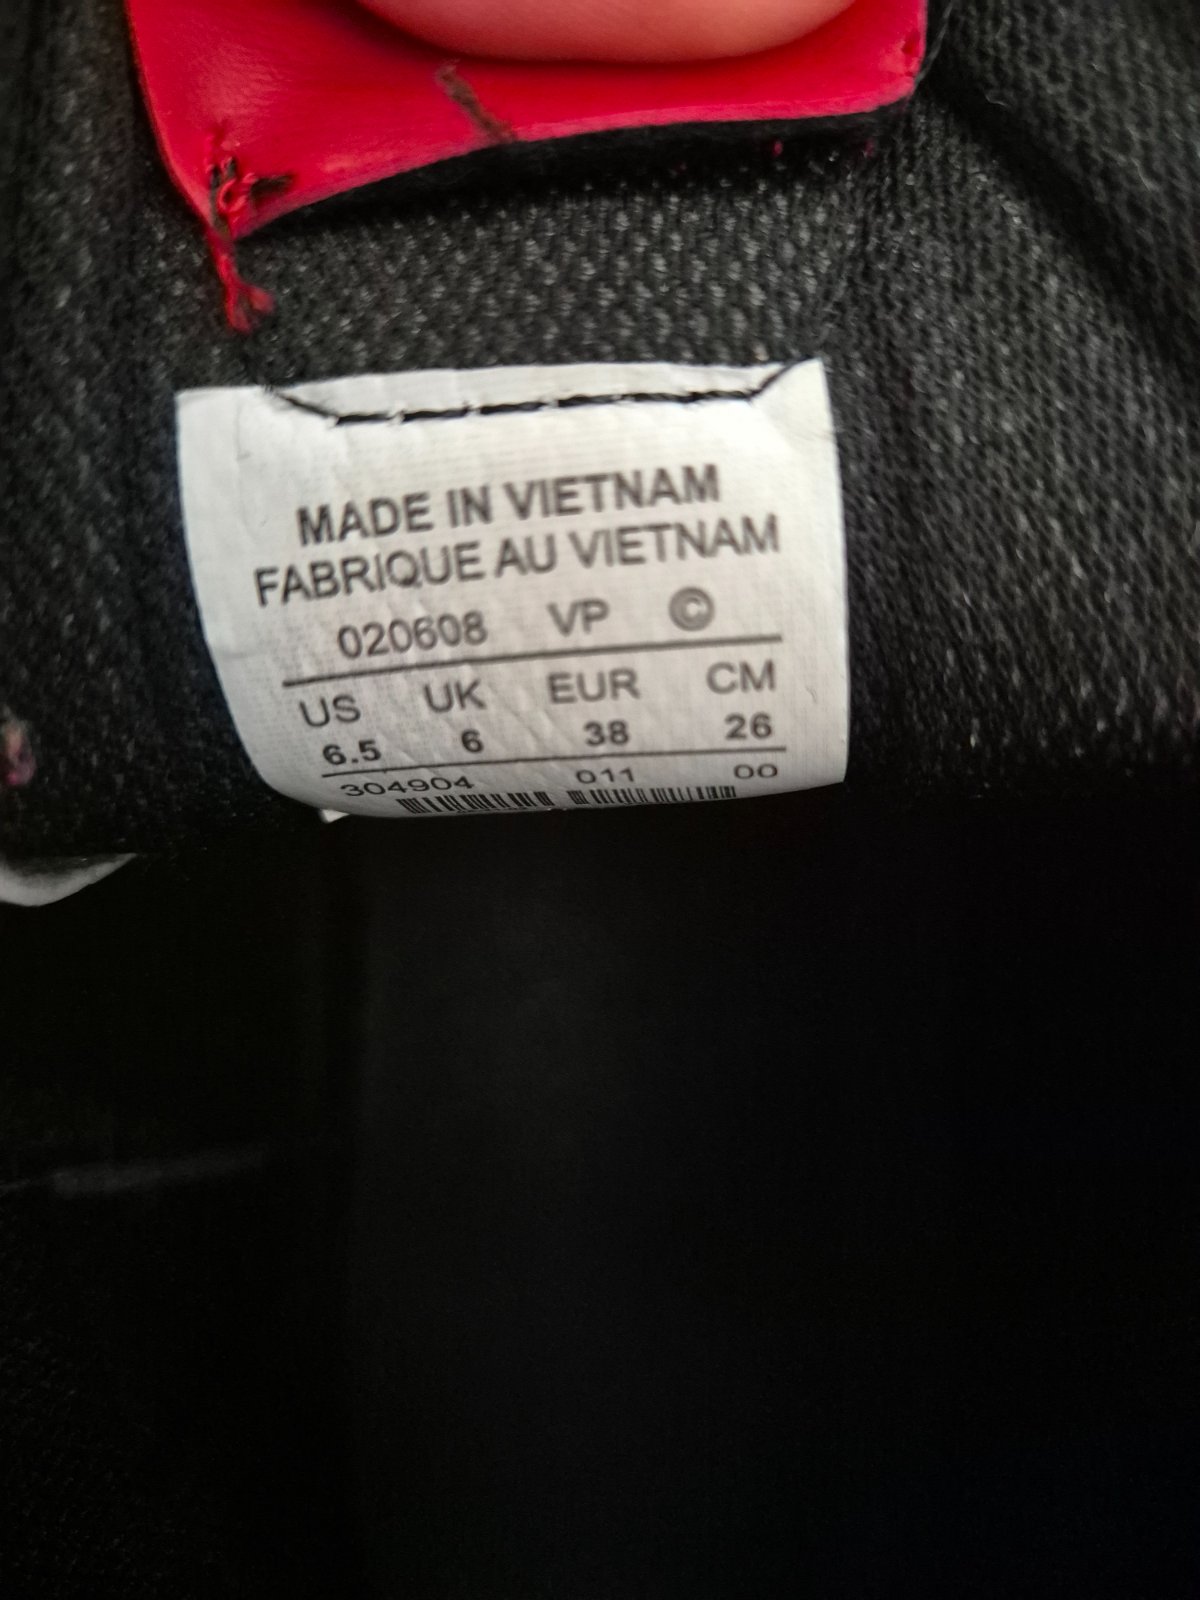 MADE IN VIETNAM
FABRIQUE AU VIETNAM
020608 VP ©
US UK EUR CM
6.5 6 38 26
304904 011 00